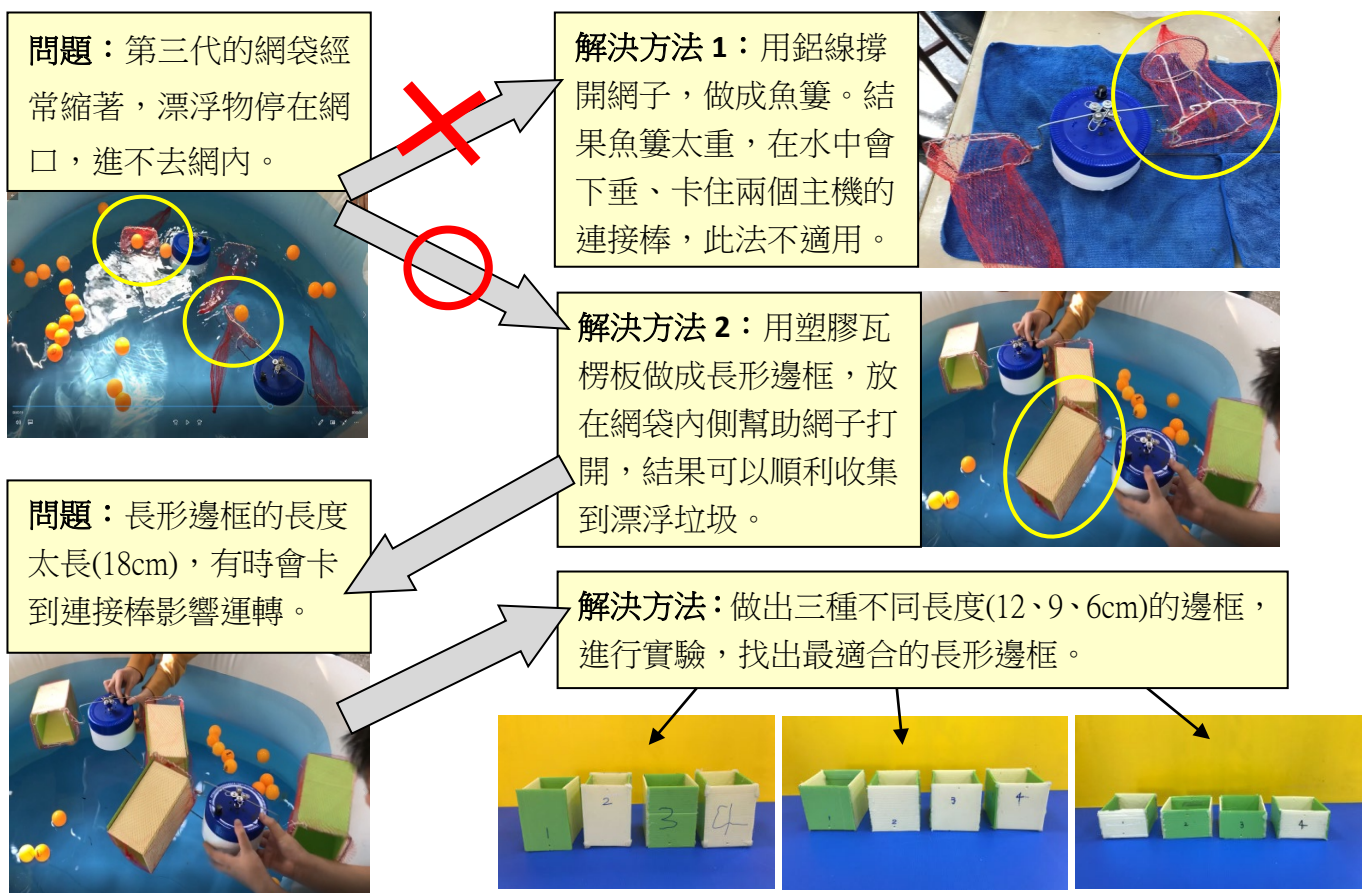 問題：第三代的網袋經
常縮著，漂浮物停在網
口，進不去網內。
解決方法 1：用鋁線撐
開網子，做成魚簍。結
果魚簍太重，在水中會
下垂、卡住兩個主機的
連接棒，此法不適用。
解決方法 2：用塑膠瓦
楞板做成長形邊框，放
在網袋內側幫助網子打
開，結果可以順利收集
到漂浮垃圾。
問題：長形邊框的長度
太長(18cm)，有時會卡
到連接棒影響運轉。
解決方法：做出三種不同長度(12、9、6cm)的邊框，
進行實驗，找出最適合的長形邊框。
1 2 3 4
1 2 3 4
1 2 3 4